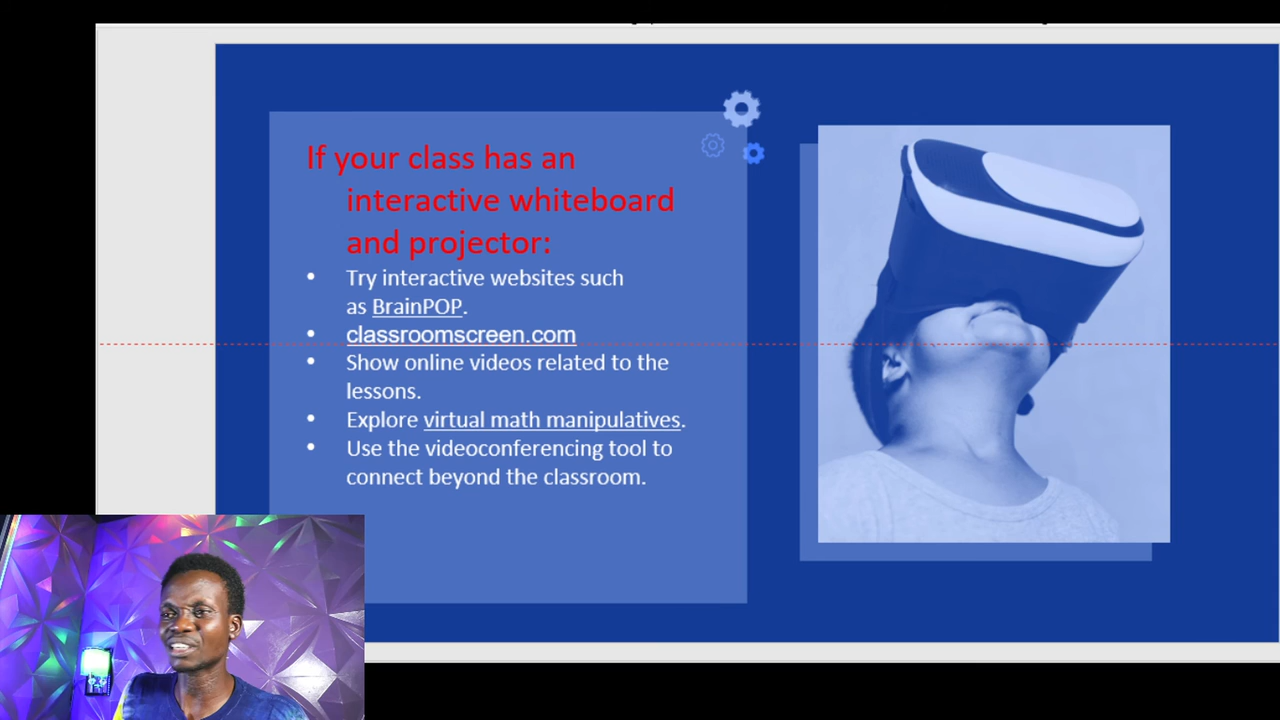 If your class has an
interactive whiteboard
and projector:
• Try interactive websites such
as BrainPOP.
• classroomscreen.com
• Show online videos related to the
lessons.
• Explore virtual math manipulatives.
• Use the videoconferencing tool to
connect beyond the classroom.